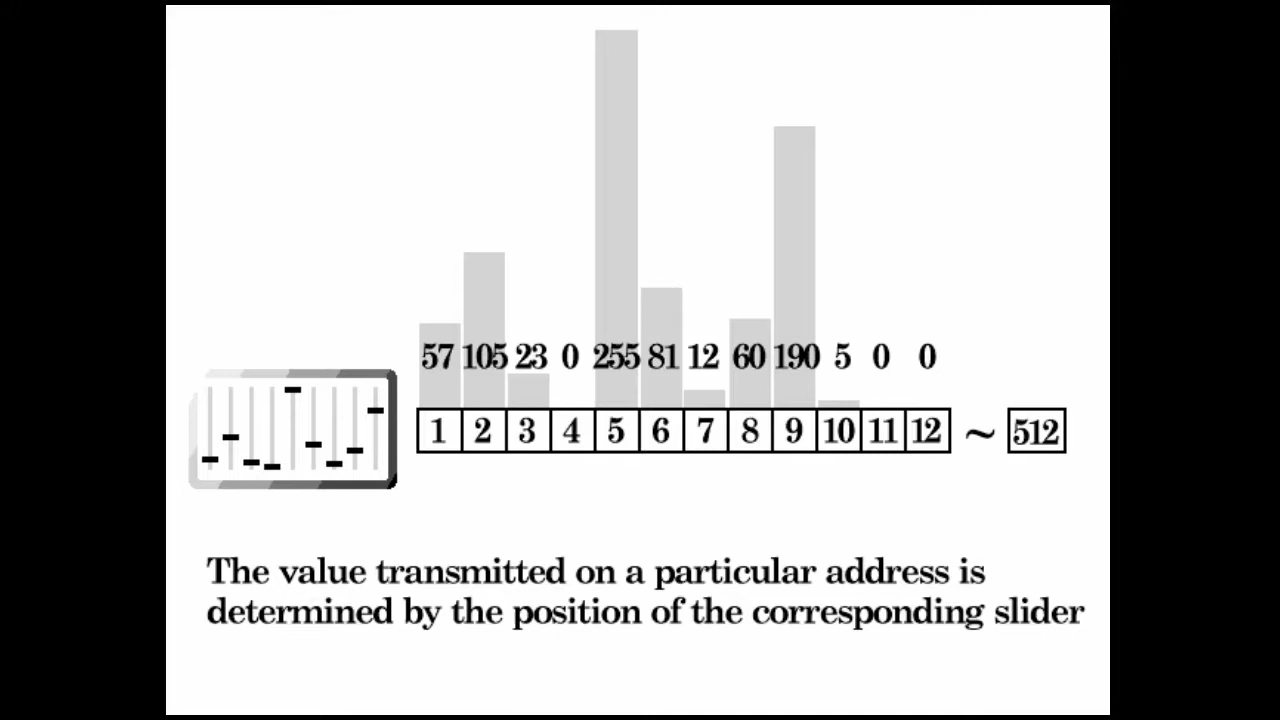 57 105 23 0 255 81 12 60 190 5 0 0
1 2 3 4 5 6 7 8 9 10 11 12 ~ 512
The value transmitted on a particular address is
determined by the position of the corresponding slider